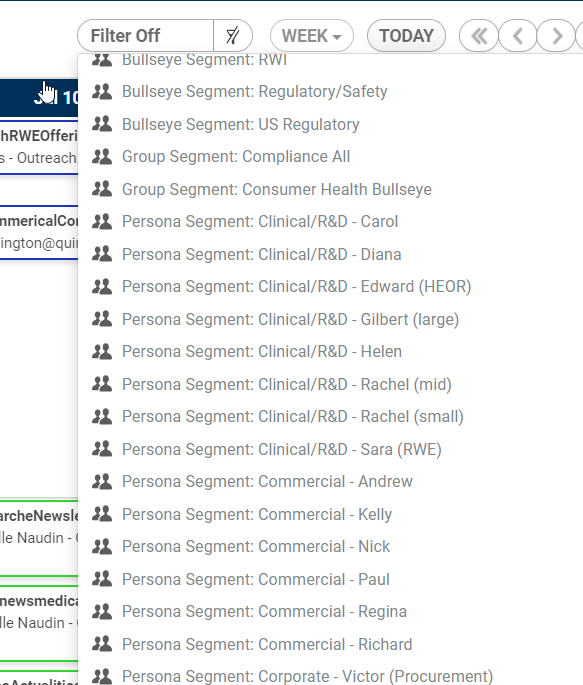 Filter Off
WEEK
TODAY
Bullseye Segment: RWI
Jul 10
Bullseye Segment: Regulatory/Safety
Bullseye Segment: US Regulatory
Group Segment: Compliance All
Group Segment: Consumer Health Bullseye
Persona Segment: Clinical/R&D - Carol
Persona Segment: Clinical/R&D - Diana
Persona Segment: Clinical/R&D - Edward (HEOR)
Persona Segment: Clinical/R&D - Gilbert (large)
Persona Segment: Clinical/R&D - Helen
Persona Segment: Clinical/R&D - Rachel (mid)
Persona Segment: Clinical/R&D - Rachel (small)
Persona Segment: Clinical/R&D - Sara (RWE)
Persona Segment: Commercial - Andrew
Persona Segment: Commercial - Kelly
Persona Segment: Commercial - Nick
Persona Segment: Commercial - Paul
Persona Segment: Commercial - Regina
Persona Segment: Commercial - Richard
Persona Segment: Corporate - Victor (Procurement)
hRWEOfferi
s - Outreach
mmericalCor
ington@quin
archeNewsle
lle Naudin - 
newsmedica
lle Naudin -